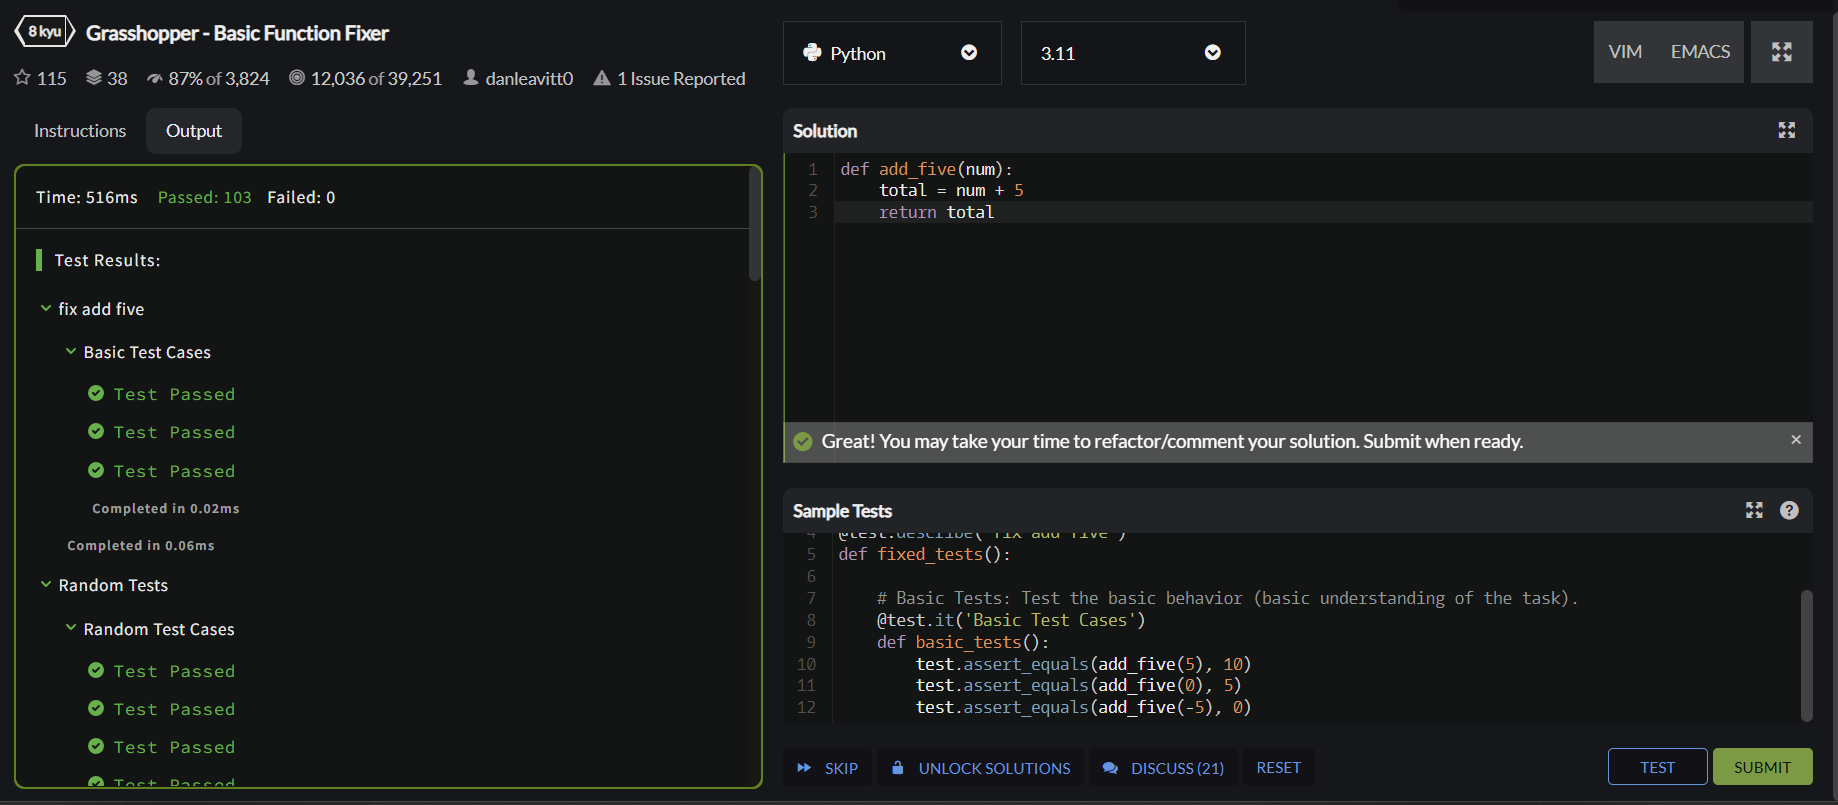 8 kyu Grasshopper - Basic Function Fixer
115 38 87% of 3,824 12,036 of 39,251 danleavitt0 1 Issue Reported
Instructions Output
Time: 516ms Passed: 103 Failed: 0
Test Results:
fix add five
Basic Test Cases
Test Passed
Test Passed
Test Passed
Completed in 0.02ms
Completed in 0.06ms
Random Tests
Random Test Cases
Test Passed
Test Passed
Test Passed
Test Passed
Python 3.11 VIM EMACS
Solution
1 def add_five(num):
2     total = num + 5
3     return total
Great! You may take your time to refactor/comment your solution. Submit when ready.
Sample Tests
4 @test.describe('fix add five')
5 def fixed_tests():
6
7     # Basic Tests: Test the basic behavior (basic understanding of the task).
8     @test.it('Basic Test Cases')
9     def basic_tests():
10         test.assert_equals(add_five(5), 10)
11         test.assert_equals(add_five(0), 5)
12         test.assert_equals(add_five(-5), 0)
SKIP UNLOCK SOLUTIONS DISCUSS (21) RESET TEST SUBMIT